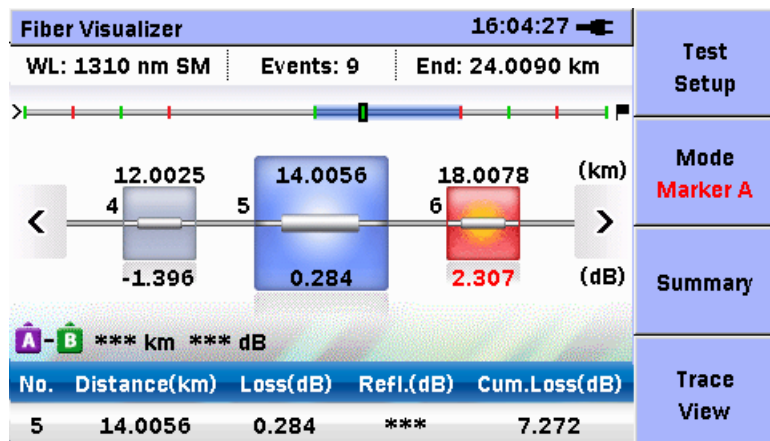 Fiber Visualizer 16:04:27
WL: 1310 nm SM Events: 9 End: 24.0090 km
12.0025 14.0056 18.0078 (km)
4 5 6
-1.396 0.284 2.307 (dB)
A - B *** km *** dB
No. Distance(km) Loss(dB) Refl.(dB) Cum.Loss(dB)
5 14.0056 0.284 *** 7.272
Test
Setup
Mode
Marker A
Summary
Trace
View